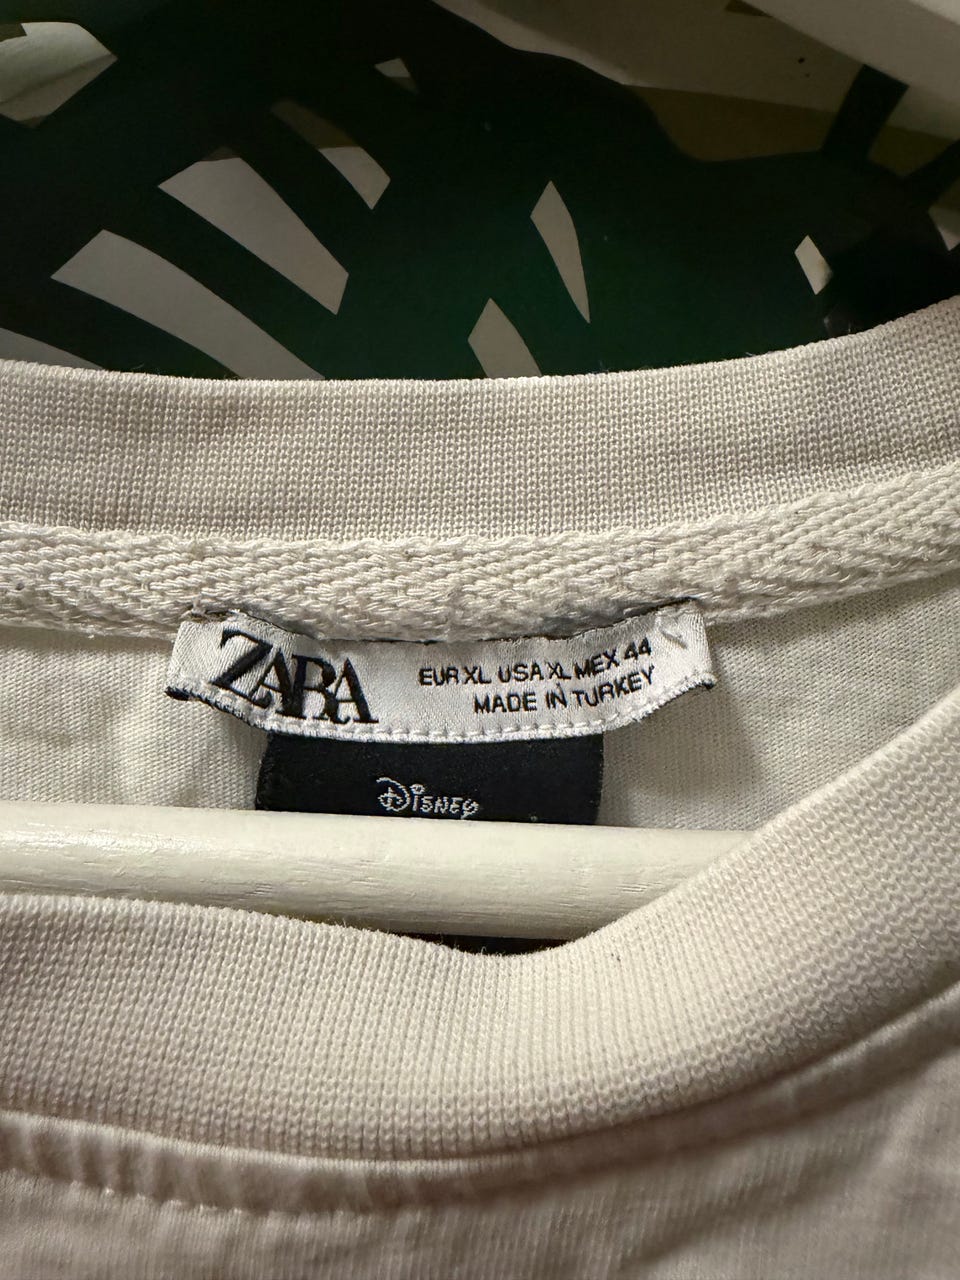 ZARA
EUR XL USA XL MEX 44
MADE IN TURKEY
DISNEY